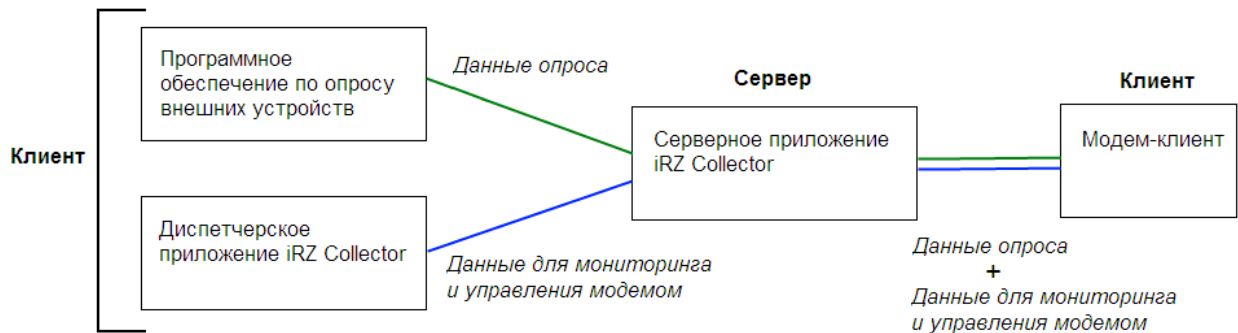 Клиент
Программное
обеспечение по опросу
внешних устройств
Диспетчерское
приложение iRZ Collector
Данные опроса
Данные для мониторинга
и управления модемом
Сервер
Серверное приложение
iRZ Collector
Клиент
Модем-клиент
Данные опроса
+
Данные для мониторинга
и управления модемом